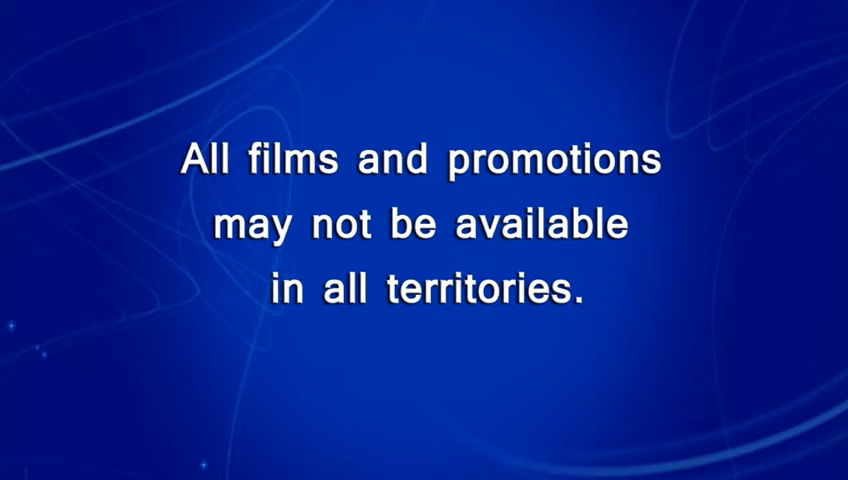 All films and promotions
may not be available
in all territories.